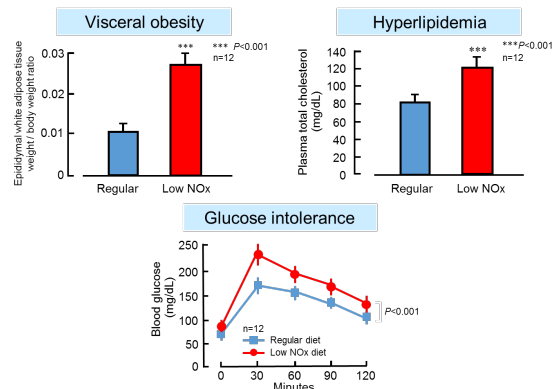 Visceral obesity
Epididymal white adipose tissue
weight / body weight ratio
0.03
0.02
0.01
0
***
*** P<0.001
n=12
Regular
Low NOx
Hyperlipidemia
Plasma total cholesterol
(mg/dL)
140
120
100
80
60
40
20
0
***
***P<0.001
n=12
Regular
Low NOx
Glucose intolerance
Blood glucose
(mg/dL)
250
200
150
100
50
0
n=12
Regular diet
Low NOx diet
P<0.001
0
30
60
90
120
Minutes